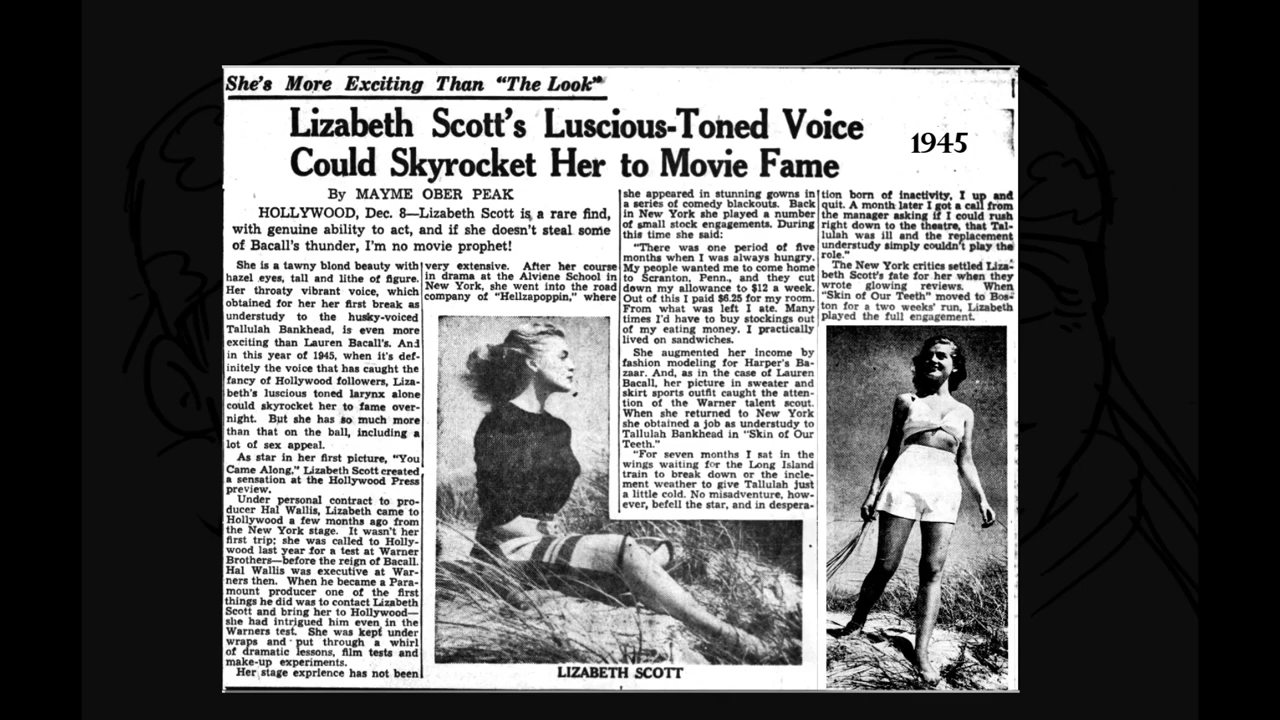 She's More Exciting Than "The Look"
Lizabeth Scott's Luscious-Toned Voice
Could Skyrocket Her to Movie Fame
1945
By MAYME OBER PEAK
HOLLYWOOD, Dec. 8—Lizabeth Scott is a rare find,
with genuine ability to act, and if she doesn't steal some
of Bacall's thunder, I'm no movie prophet!
She is a tawny blond beauty with
hazel eyes, tall and lithe of figure.
Her throaty vibrant voice, which
obtained for her her first break as
understudy to the husky-voiced
Tallulah Bankhead, is even more
exciting than Lauren Bacall's. And
in this year of 1945, when it's def-
initely the voice that has caught the
fancy of Hollywood followers, Liza-
beth's luscious toned larynx alone
could skyrocket her to fame over-
night. But she has so much more
than that on the ball, including a
lot of sex appeal.
As star in her first picture, "You
Came Along," Lizabeth Scott created
a sensation at the Hollywood Press
preview.
Under personal contract to pro-
ducer Hal Wallis, Lizabeth came to
Hollywood a few months ago from
the New York stage. It wasn't her
first trip; she was called to Holly-
wood last year for a test at Warner
Brothers—before the reign of Bacall.
Hal Wallis was executive at War-
ners then. When he became a Para-
mount producer one of the first
things he did was to contact Lizabeth
Scott and bring her to Hollywood—
she had intrigued him even in the
Warners test. She was kept under
wraps and put through a whirl
of dramatic lessons, film tests and
make-up experiments.
Her stage exprience has not been
very extensive. After her course
in drama at the Alviene School in
New York, she went into the road
company of "Hellzapoppin," where
she appeared in stunning gowns in
a series of comedy blackouts. Back
in New York she played a number
of small stock engagements. During
this time she said:
"There was one period of five
months when I was always hungry.
My people wanted me to come home
to Scranton, Penn., and they cut
down my allowance to $12 a week.
Out of this I paid $6.25 for my room.
From what was left I ate. Many
times I'd have to buy stockings out
of my eating money. I practically
lived on sandwiches.
She augmented her income by
fashion modeling for Harper's Ba-
zaar. And, as in the case of Lauren
Bacall, her picture in sweater and
skirt sports outfit caught the atten-
tion of the Warner talent scout.
When she returned to New York
she obtained a job as understudy to
Tallulah Bankhead in "Skin of Our
Teeth."
"For seven months I sat in the
wings waiting for the Long Island
train to break down or the incle-
ment weather to give Tallulah just
a little cold. No misadventure, how-
ever, befell the star, and in despera-
tion born of inactivity, I up and
quit. A month later I got a call from
the manager asking if I could rush
right down to the theatre, that Tal-
lulah was ill and the replacement
understudy simply couldn't play the
role."
The New York critics settled Liza-
beth Scott's fate for her when they
wrote glowing reviews. When
"Skin of Our Teeth" moved to Bos-
ton for a two weeks' run, Lizabeth
played the full engagement.
LIZABETH SCOTT